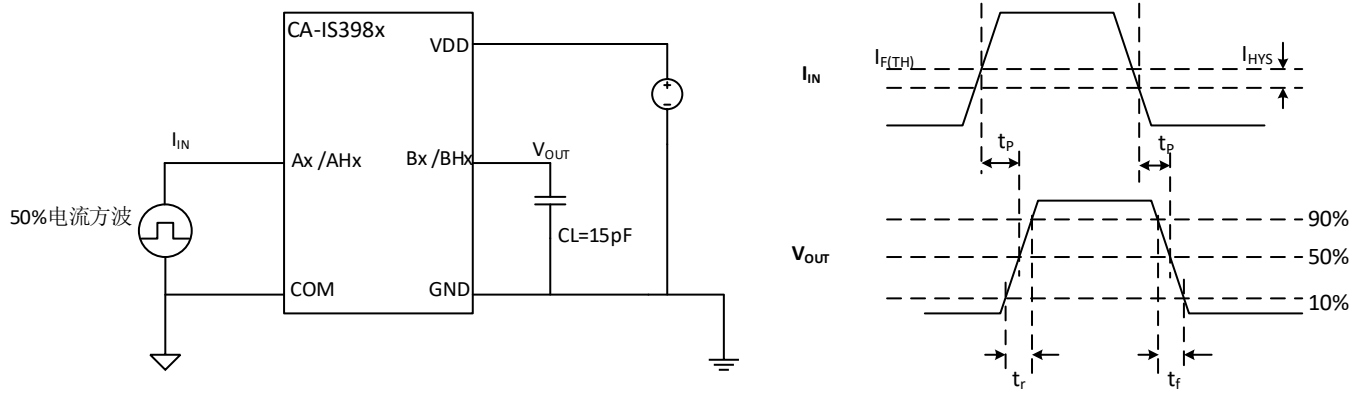 CA-IS398x
VDD
+
−
I_IN
Ax /AHx
Bx /BHx
V_OUT
50%电流方波
CL=15pF
COM
GND
I_F(TH)
I_HYS
I_IN
t_P
t_P
90%
V_OUT
50%
10%
t_r
t_f